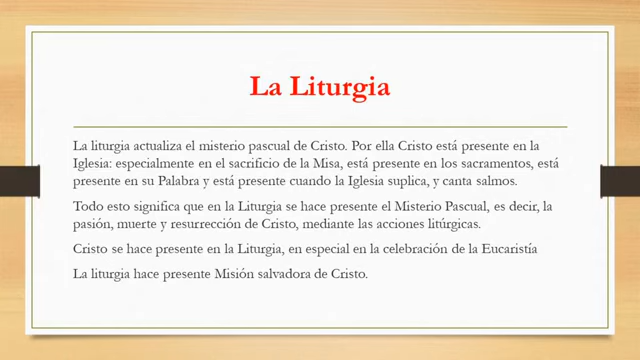 La Liturgia
La liturgia actualiza el misterio pascual de Cristo. Por ella Cristo está presente en la
Iglesia: especialmente en el sacrificio de la Misa, está presente en los sacramentos, está
presente en su Palabra y está presente cuando la Iglesia suplica, y canta salmos.
Todo esto significa que en la Liturgia se hace presente el Misterio Pascual, es decir, la
pasión, muerte y resurrección de Cristo, mediante las acciones litúrgicas.
Cristo se hace presente en la Liturgia, en especial en la celebración de la Eucaristía
La liturgia hace presente Misión salvadora de Cristo.